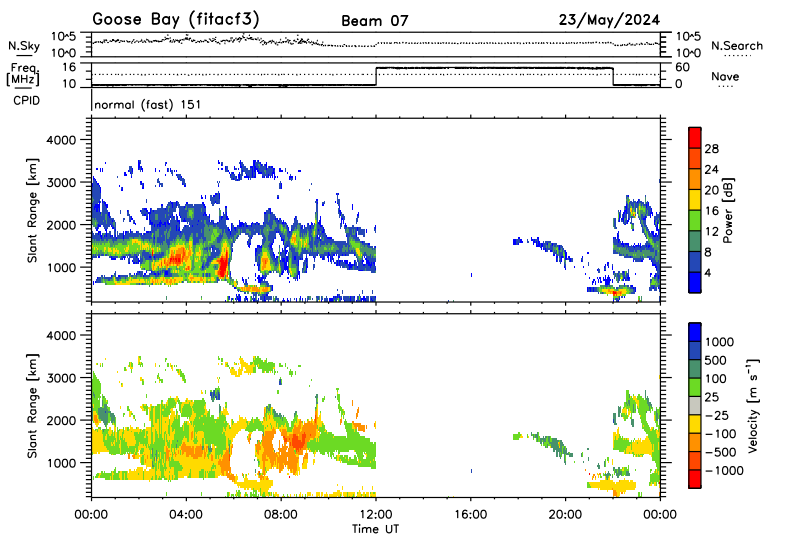 Goose Bay (fitacf3) Beam 07 23/May/2024
N.Sky 10^5 10^0 10^5 10^0 N.Search
Freq. [MHz] 16 10 60 0 Nave
CPID normal (fast) 151
Slant Range [km] 4000 3000 2000 1000
Power [dB] 28 24 20 16 12 8 4
Slant Range [km] 4000 3000 2000 1000
Velocity [m s⁻¹] 1000 500 100 25 −25 −100 −500 −1000
00:00 04:00 08:00 12:00 16:00 20:00 00:00
Time UT